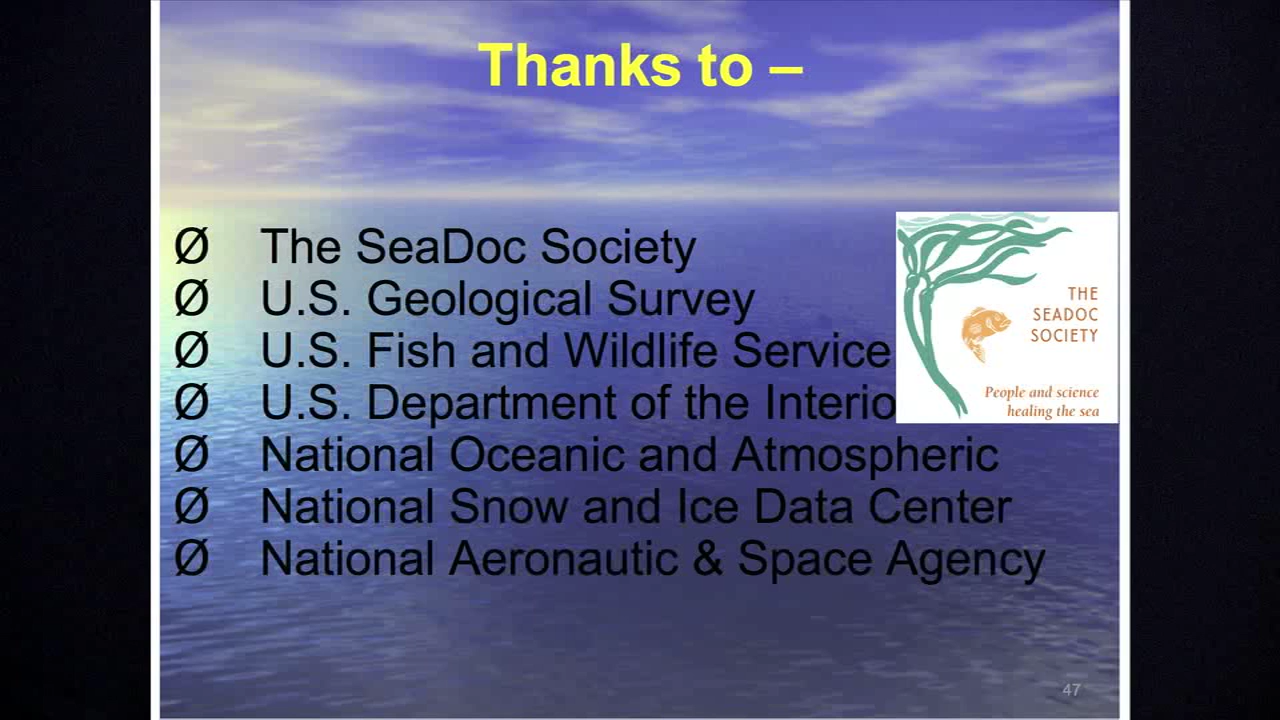 Thanks to –
Ø The SeaDoc Society
Ø U.S. Geological Survey
Ø U.S. Fish and Wildlife Service
Ø U.S. Department of the Interio
Ø National Oceanic and Atmospheric
Ø National Snow and Ice Data Center
Ø National Aeronautic & Space Agency
THE
SEADOC
SOCIETY
People and science
healing the sea
47